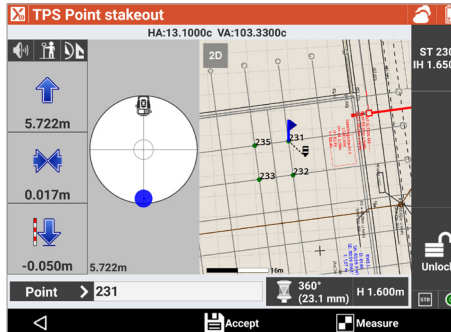 TPS Point stakeout
HA:13.1000c VA:103.3300c
2D
ST 230
IH 1.650
5.722m
0.017m
-0.050m
5.722m
235
231
233
232
16m
Unlock
Point > 231
360°
(23.1 mm)
H 1.600m
STD
Accept
Measure